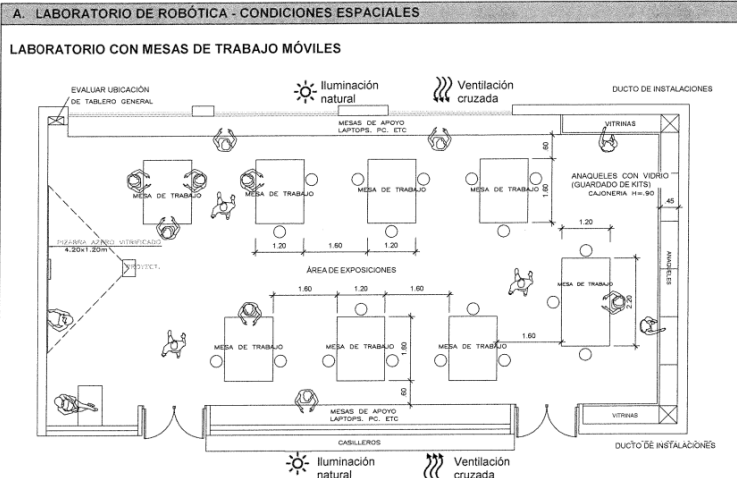 A. LABORATORIO DE ROBÓTICA - CONDICIONES ESPACIALES
LABORATORIO CON MESAS DE TRABAJO MÓVILES
EVALUAR UBICACIÓN
DE TABLERO GENERAL
Iluminación
natural
Ventilación
cruzada
DUCTO DE INSTALACIONES
MESAS DE APOYO
LAPTOPS. PC. ETC
VITRINAS
.60
ANAQUELES CON VIDRIO
(GUARDADO DE KITS)
CAJONERIA H=.90
MESA DE TRABAJO
MESA DE TRABAJO
MESA DE TRABAJO
MESA DE TRABAJO
1.60
.45
1.20
PIZARRA ACERO VITRIFICADO
4.20x1.20m
1.20
1.60
1.20
ANAQUELES
ÁREA DE EXPOSICIONES
MESA DE TRABAJO
1.60
1.20
1.60
2.20
1.60
MESA DE TRABAJO
MESA DE TRABAJO
MESA DE TRABAJO
1.60
.60
MESAS DE APOYO
LAPTOPS. PC. ETC
VITRINAS
CASILLEROS
DUCTO DE INSTALACIONES
Iluminación
natural
Ventilación
cruzada